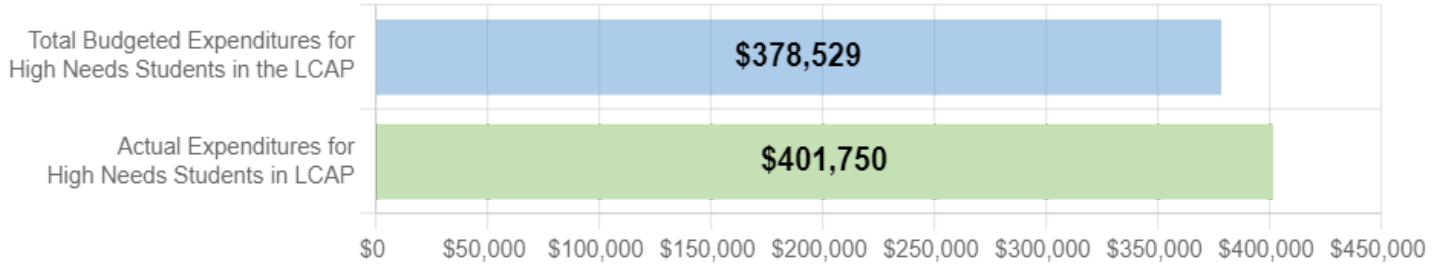 Total Budgeted Expenditures for
High Needs Students in the LCAP
$378,529
Actual Expenditures for
High Needs Students in LCAP
$401,750
$0 $50,000 $100,000 $150,000 $200,000 $250,000 $300,000 $350,000 $400,000 $450,000